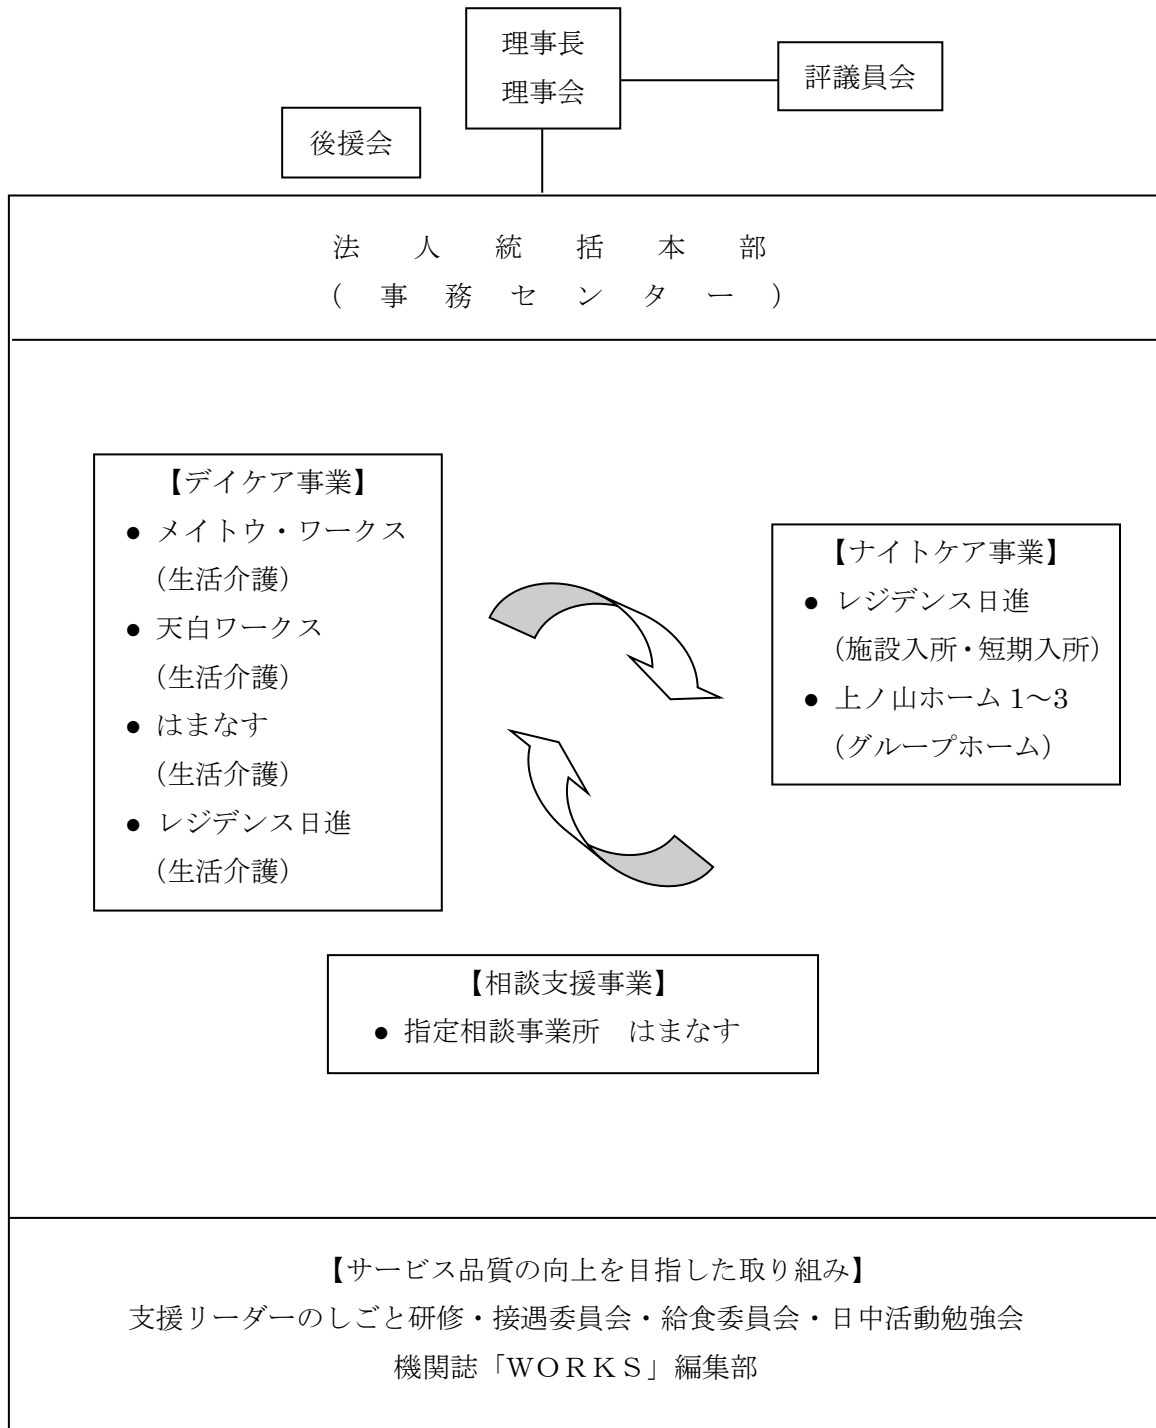 理事長
理事会
評議員会
後援会
法人統括本部
（事務センター）
【デイケア事業】
● メイトウ・ワークス
（生活介護）
● 天白ワークス
（生活介護）
● はまなす
（生活介護）
● レジデンス日進
（生活介護）
【ナイトケア事業】
● レジデンス日進
（施設入所・短期入所）
● 上ノ山ホーム 1～3
（グループホーム）
【相談支援事業】
● 指定相談事業所　はまなす
【サービス品質の向上を目指した取り組み】
支援リーダーのしごと研修・接遇委員会・給食委員会・日中活動勉強会
機関誌「ＷＯＲＫＳ」編集部